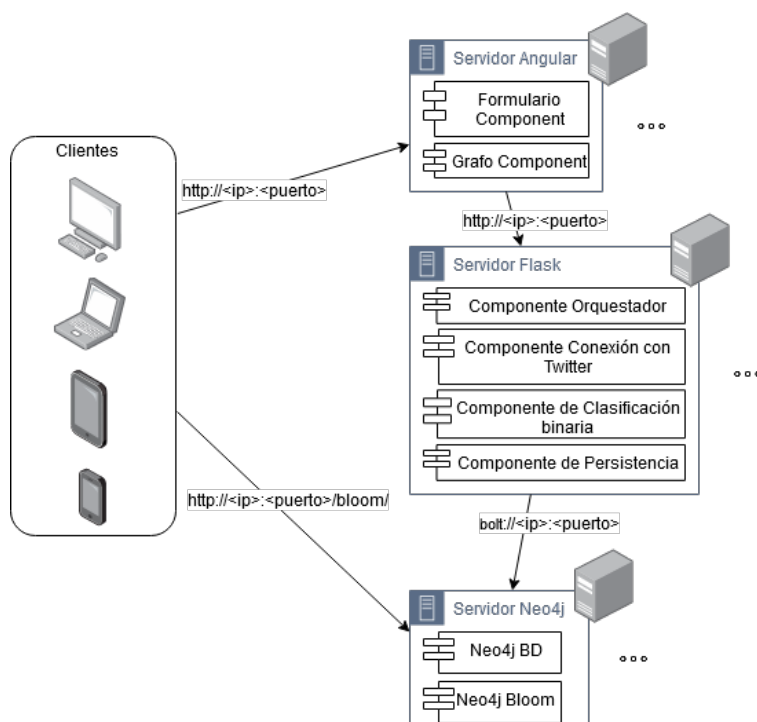 Servidor Angular
Formulario
Component
Grafo Component
Clientes
http://<ip>:<puerto>
http://<ip>:<puerto>
Servidor Flask
Componente Orquestador
Componente Conexión con
Twitter
Componente de Clasificación
binaria
Componente de Persistencia
http://<ip>:<puerto>/bloom/
bolt://<ip>:<puerto>
Servidor Neo4j
Neo4j BD
Neo4j Bloom